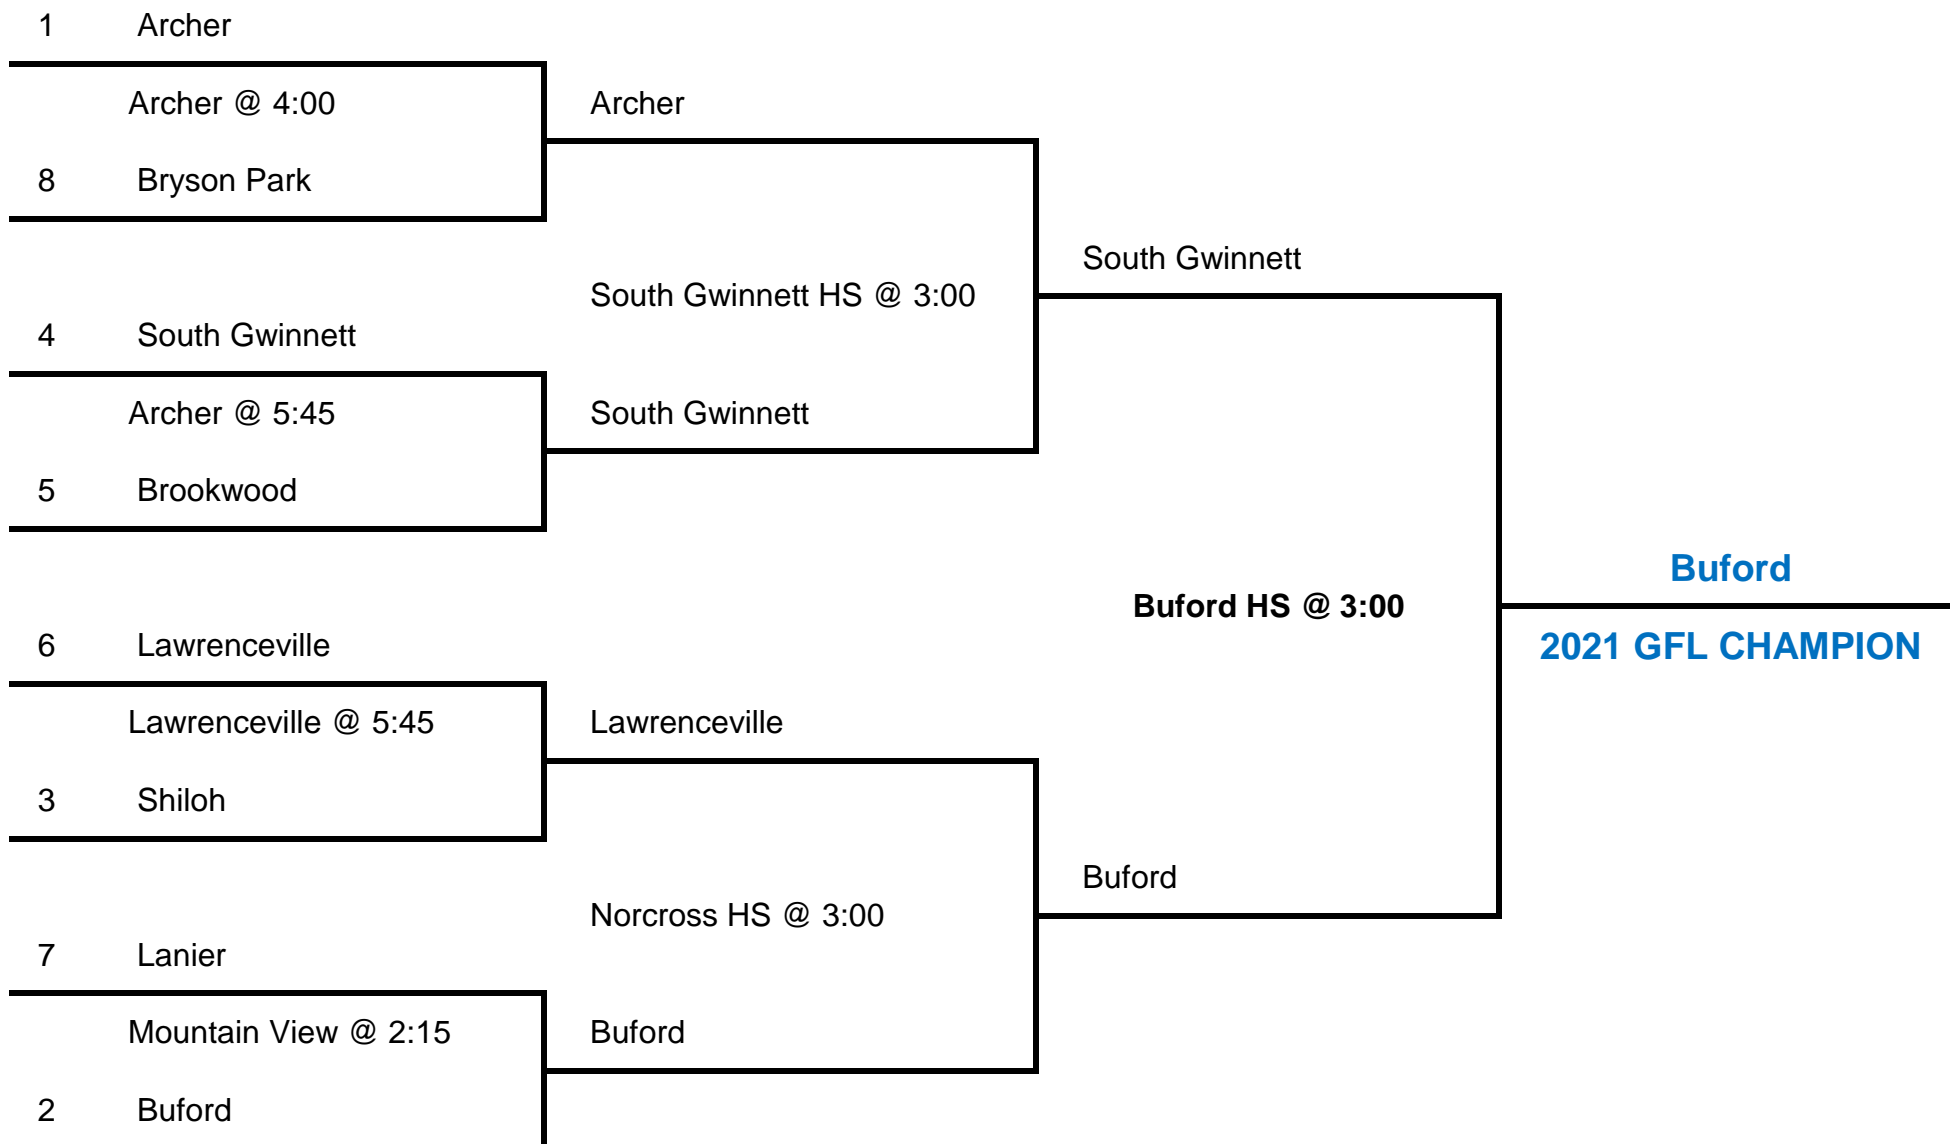 1 Archer
Archer @ 4:00
Archer
8 Bryson Park
South Gwinnett
South Gwinnett HS @ 3:00
4 South Gwinnett
Archer @ 5:45
South Gwinnett
5 Brookwood
Buford
Buford HS @ 3:00
6 Lawrenceville
2021 GFL CHAMPION
Lawrenceville @ 5:45
Lawrenceville
3 Shiloh
Buford
Norcross HS @ 3:00
7 Lanier
Mountain View @ 2:15
Buford
2 Buford